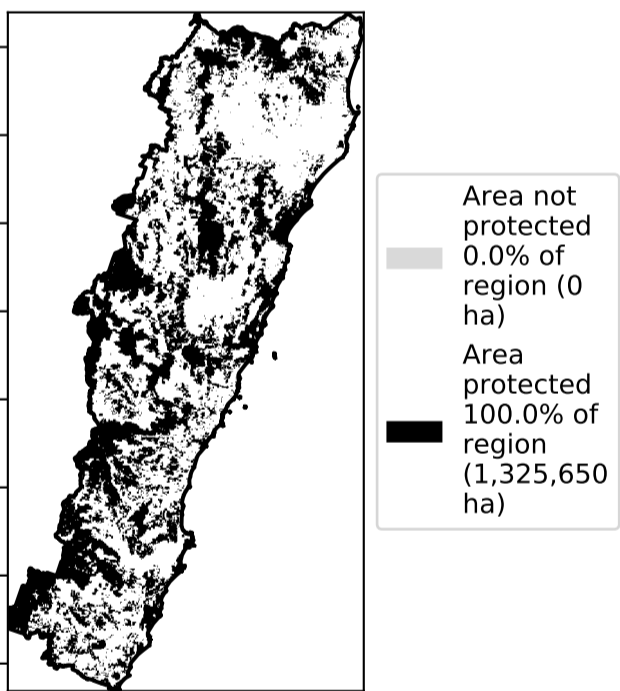 Area not
protected
0.0% of
region (0
ha)
Area
protected
100.0% of
region
(1,325,650
ha)